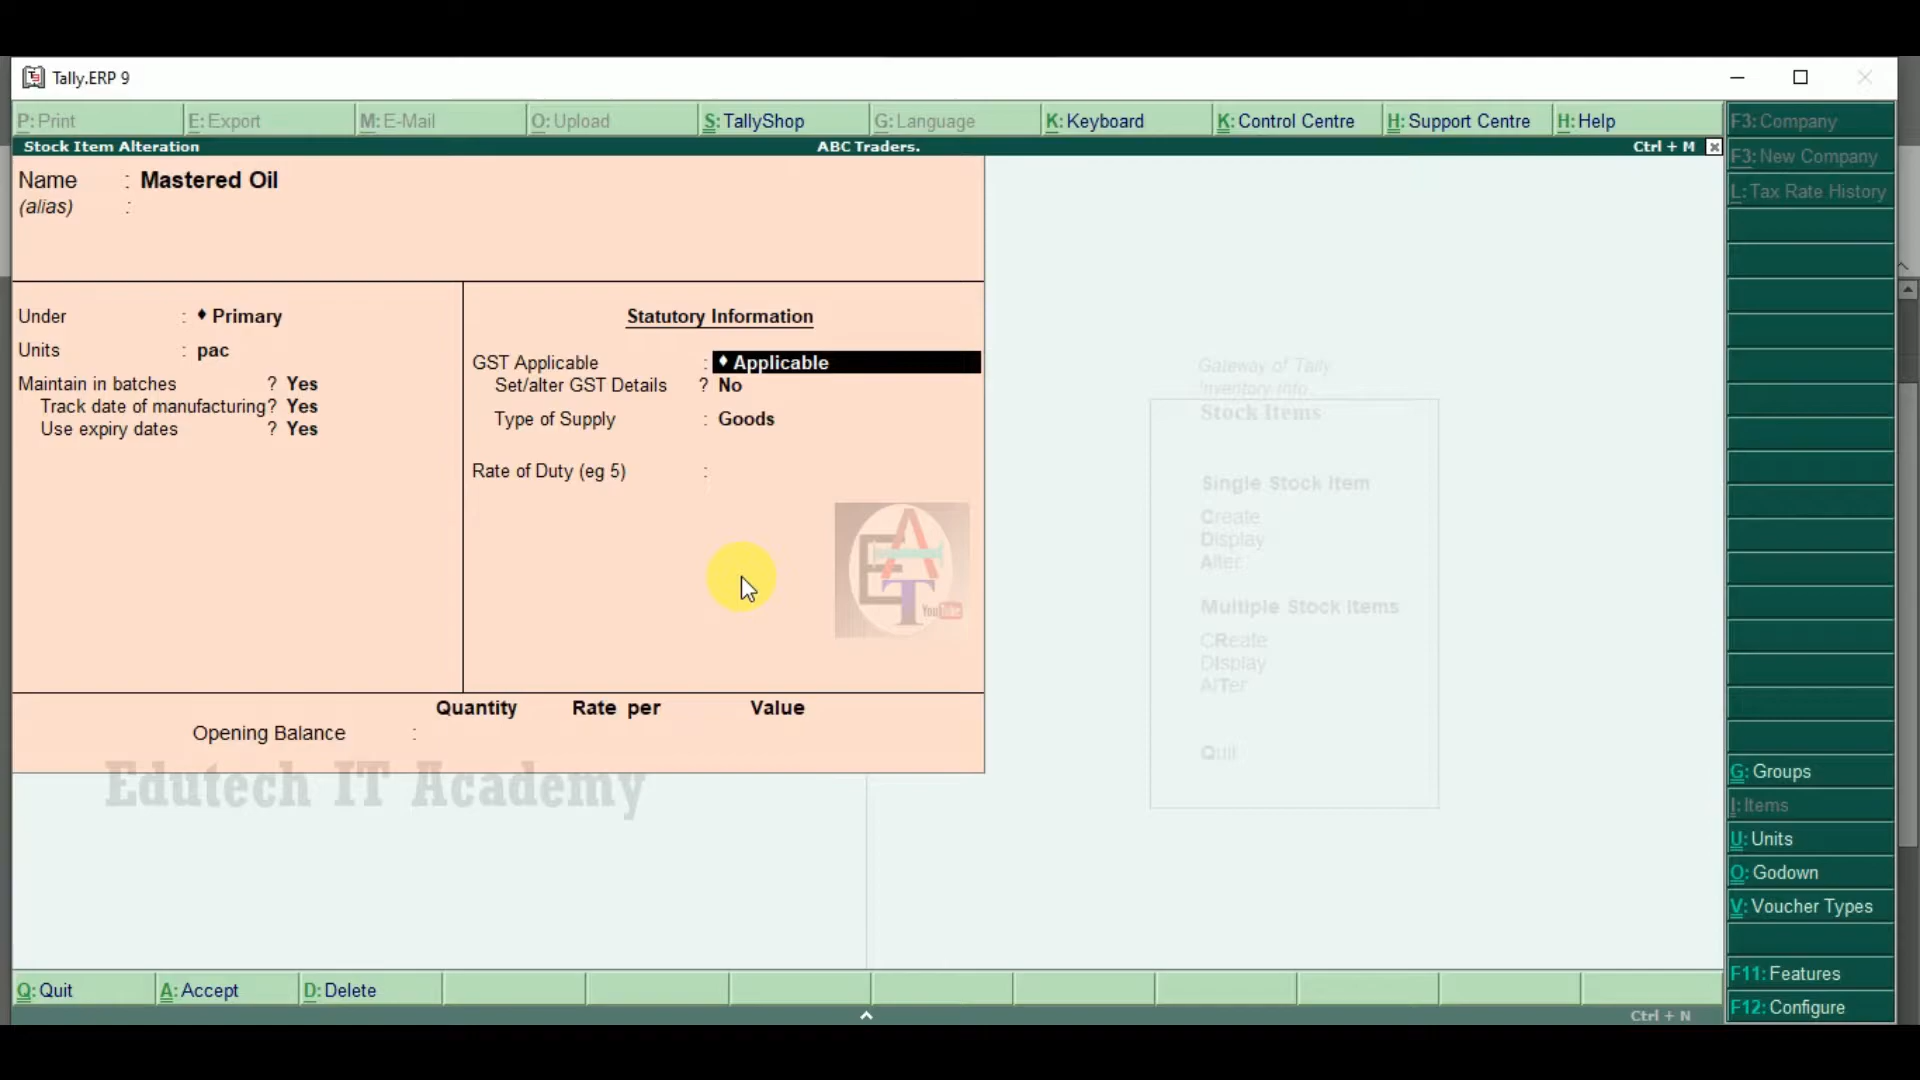 Tally.ERP 9
P: Print E: Export M: E-Mail O: Upload S: TallyShop G: Language K: Keyboard K: Control Centre H: Support Centre H: Help
Stock Item Alteration ABC Traders. Ctrl + M
Name : Mastered Oil
(alias) :
Under : ♦ Primary
Units : pac
Maintain in batches ? Yes
Track date of manufacturing? Yes
Use expiry dates ? Yes
Statutory Information
GST Applicable : ♦ Applicable
Set/alter GST Details ? No
Type of Supply : Goods
Rate of Duty (eg 5) :
EAT
YouTube
Quantity Rate per Value
Opening Balance :
Edutech IT Academy
Gateway of Tally
Inventory Info.
Stock Items
Single Stock Item
Create
Display
Alter
Multiple Stock Items
CReate
DIsplay
AlTer
Quit
F3: Company
F3: New Company
L: Tax Rate History
G: Groups
I: Items
U: Units
O: Godown
V: Voucher Types
F11: Features
F12: Configure
Q: Quit A: Accept D: Delete
Ctrl + N